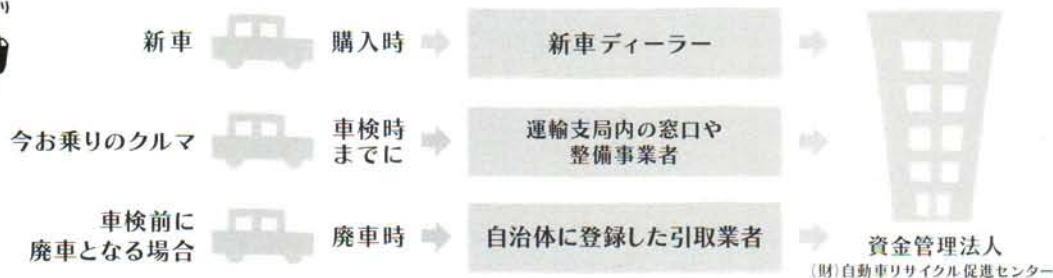 新車
購入時
新車ディーラー
今お乗りのクルマ
車検時
までに
運輸支局内の窓口や
整備事業者
車検前に
廃車となる場合
廃車時
自治体に登録した引取業者
資金管理法人
(財)自動車リサイクル促進センター